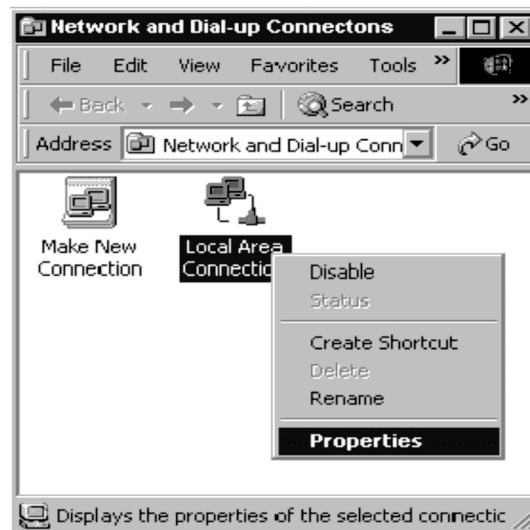 Network and Dial-up Connectons
File Edit View Favorites Tools »
Back Search »
Address Network and Dial-up Conn Go
Make New Connection
Local Area Connectio
Disable
Status
Create Shortcut
Delete
Rename
Properties
Displays the properties of the selected connectic